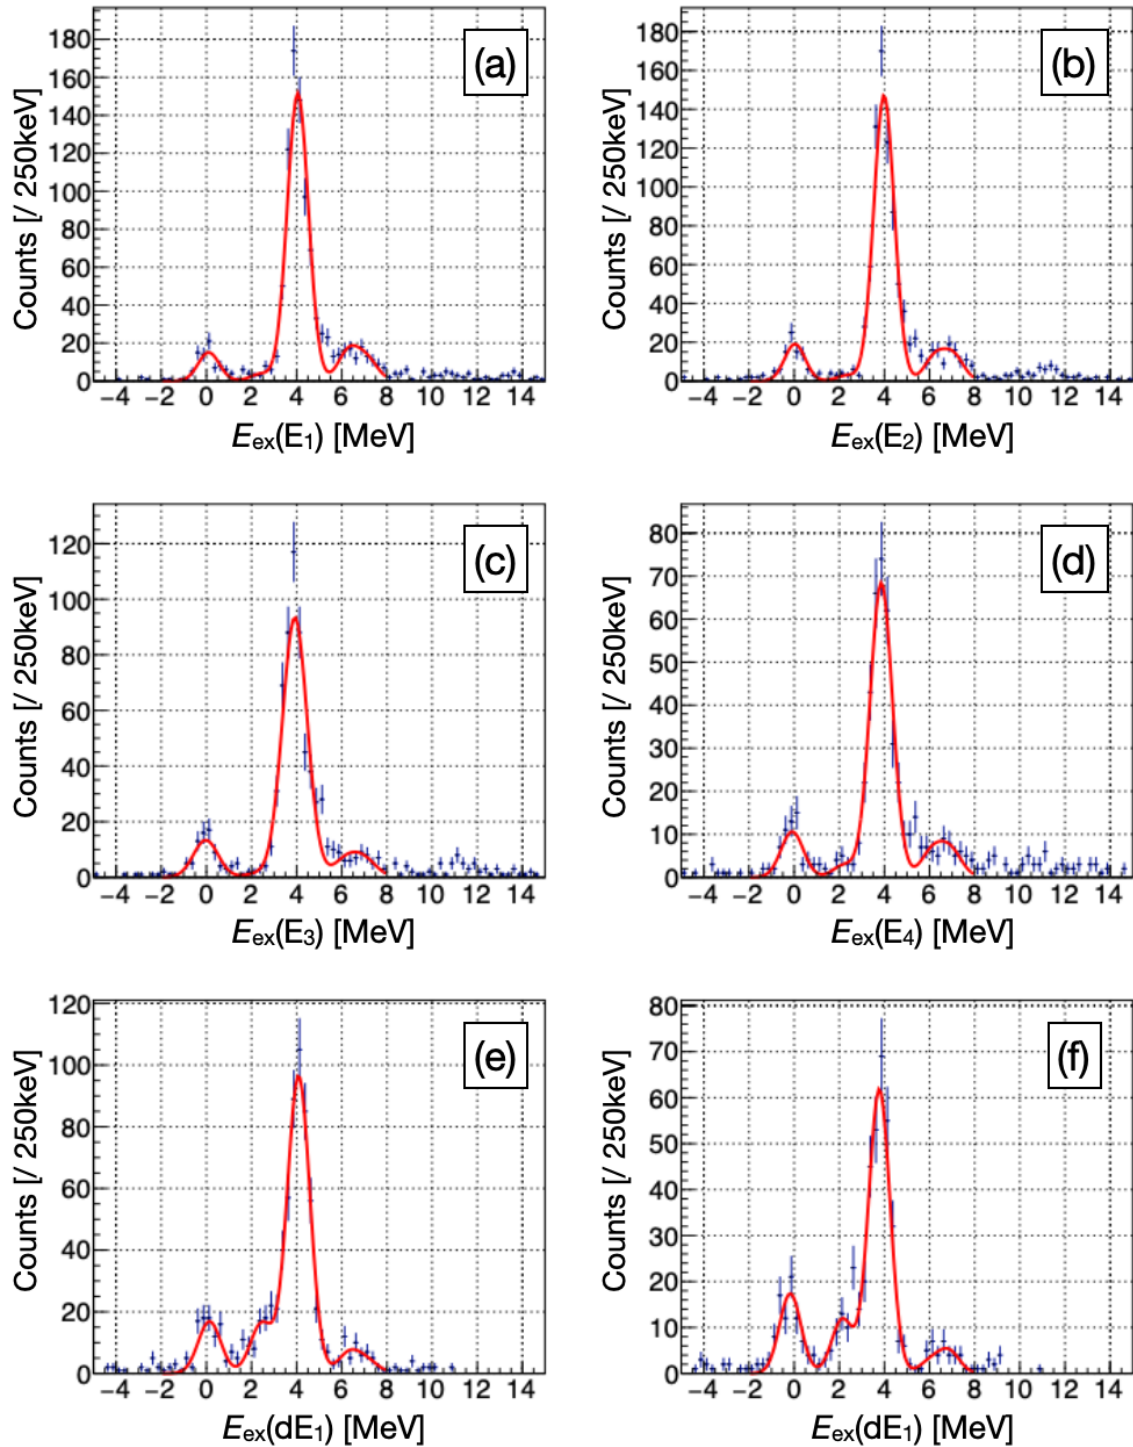 (a)
Counts [/ 250keV]
180
160
140
120
100
80
60
40
20
0
−4 −2 0 2 4 6 8 10 12 14
Eex(E1) [MeV]
(b)
Counts [/ 250keV]
180
160
140
120
100
80
60
40
20
0
−4 −2 0 2 4 6 8 10 12 14
Eex(E2) [MeV]
(c)
Counts [/ 250keV]
120
100
80
60
40
20
0
−4 −2 0 2 4 6 8 10 12 14
Eex(E3) [MeV]
(d)
Counts [/ 250keV]
80
70
60
50
40
30
20
10
0
−4 −2 0 2 4 6 8 10 12 14
Eex(E4) [MeV]
(e)
Counts [/ 250keV]
120
100
80
60
40
20
0
−4 −2 0 2 4 6 8 10 12 14
Eex(dE1) [MeV]
(f)
Counts [/ 250keV]
80
70
60
50
40
30
20
10
0
−4 −2 0 2 4 6 8 10 12 14
Eex(dE1) [MeV]